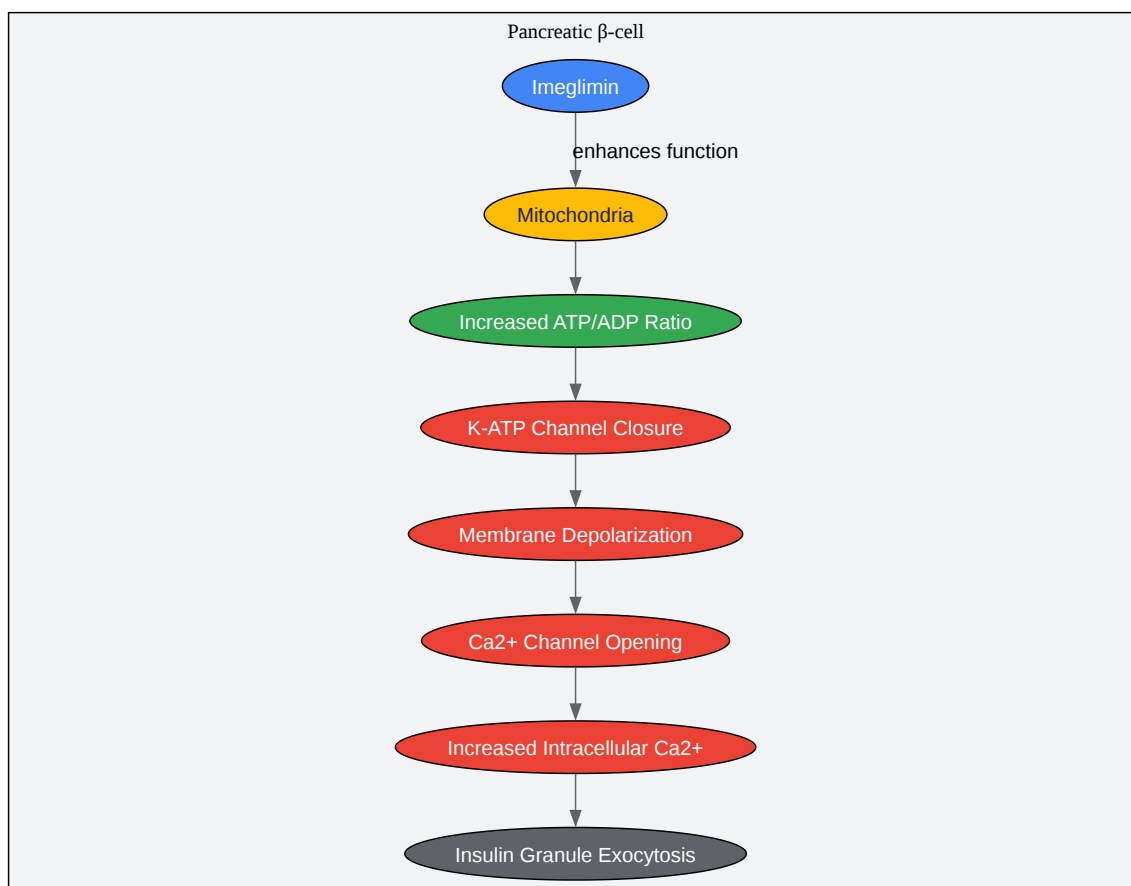 Pancreatic β-cell
Imeglimin
enhances function
Mitochondria
Increased ATP/ADP Ratio
K-ATP Channel Closure
Membrane Depolarization
Ca2+ Channel Opening
Increased Intracellular Ca2+
Insulin Granule Exocytosis